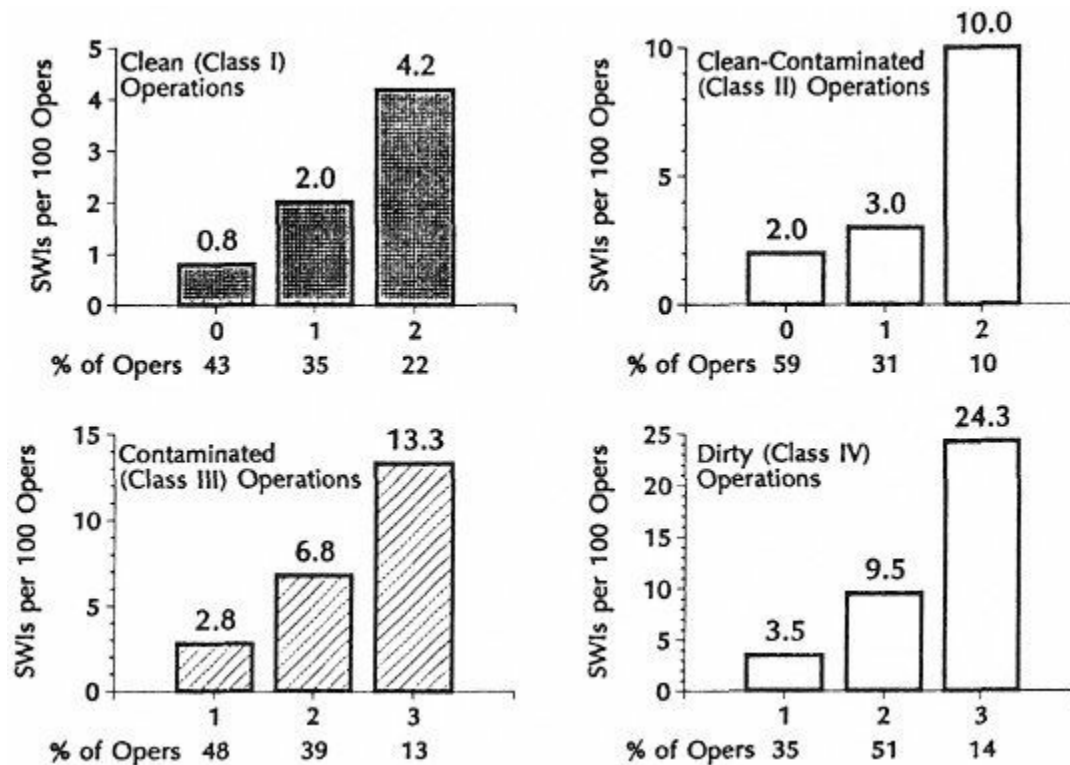 Clean (Class I)
Operations
SWIs per 100 Opers
5
4
3
2
1
0
0.8
2.0
4.2
0 1 2
% of Opers 43 35 22
Clean-Contaminated
(Class II) Operations
SWIs per 100 Opers
10
5
0
2.0
3.0
10.0
0 1 2
% of Opers 59 31 10
Contaminated
(Class III) Operations
SWIs per 100 Opers
15
10
5
0
2.8
6.8
13.3
1 2 3
% of Opers 48 39 13
Dirty (Class IV)
Operations
SWIs per 100 Opers
25
20
15
10
5
0
3.5
9.5
24.3
1 2 3
% of Opers 35 51 14